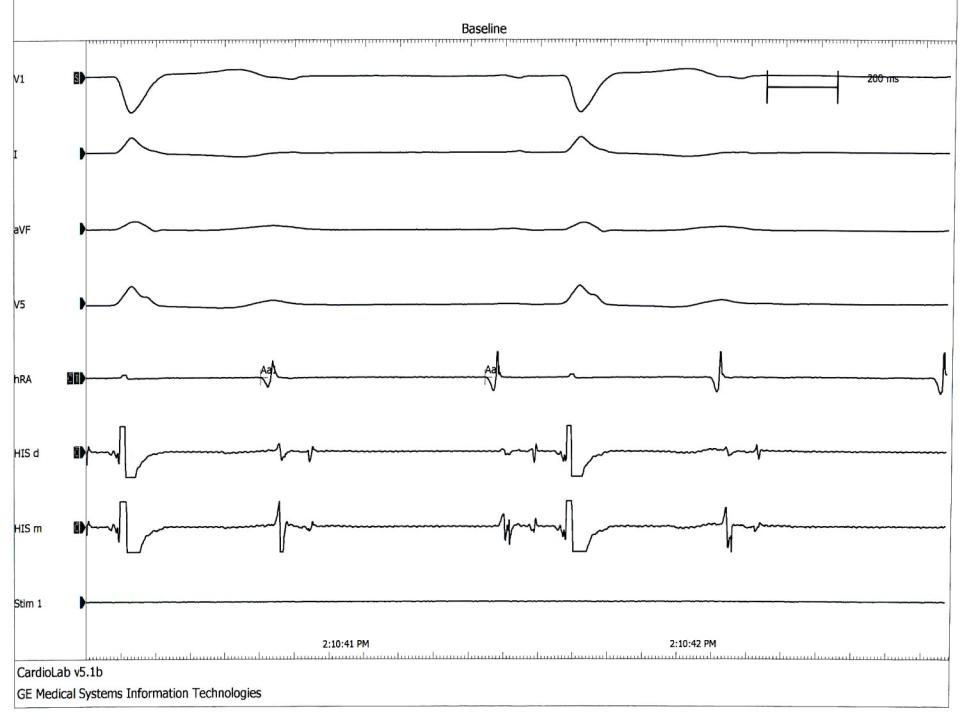 Baseline
V1
200 ms
I
aVF
V5
hRA
Aa
Aa
HIS d
HIS m
Stim 1
2:10:41 PM
2:10:42 PM
CardioLab v5.1b
GE Medical Systems Information Technologies